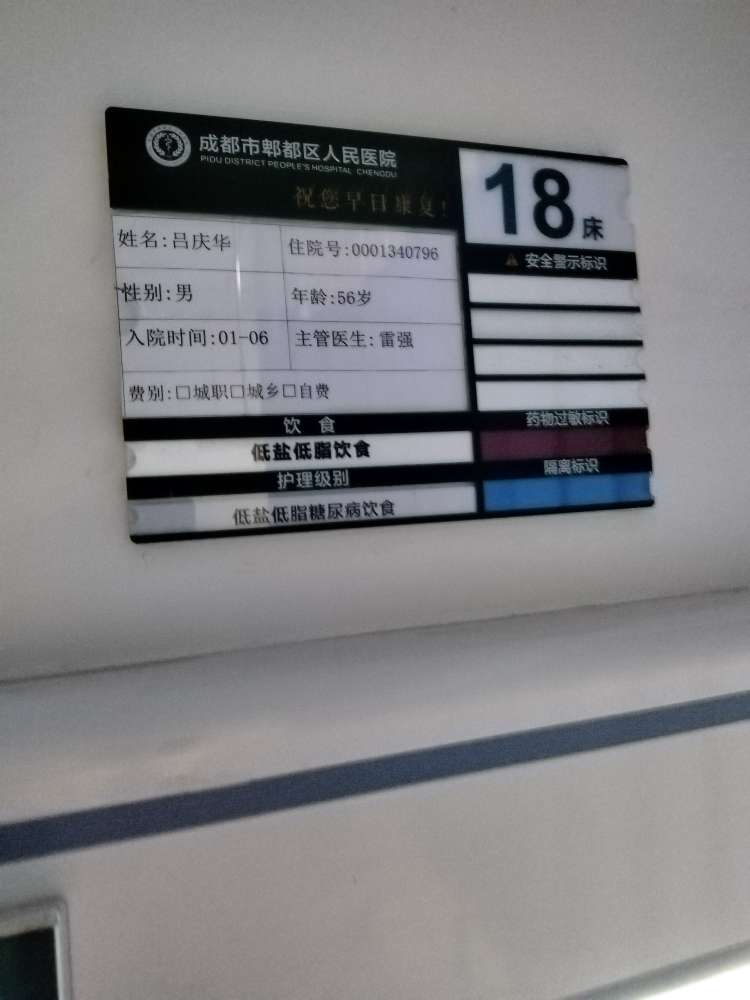 成都市郫都区人民医院
PIDU DISTRICT PEOPLE'S HOSPITAL CHENGDU
祝您早日康复!
18床
姓名:吕庆华
住院号:0001340796
性别:男
年龄:56岁
入院时间:01-06
主管医生:雷强
费别:□城职□城乡□自费
饮 食
低盐低脂饮食
护理级别
低盐低脂糖尿病饮食
安全警示标识
药物过敏标识
隔离标识